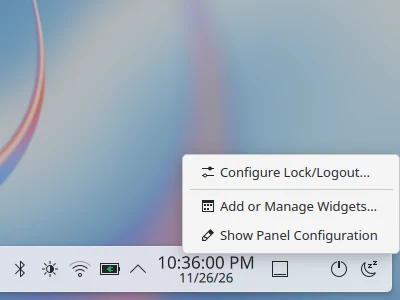 Configure Lock/Logout...
Add or Manage Widgets...
Show Panel Configuration
10:36:00 PM
11/26/26